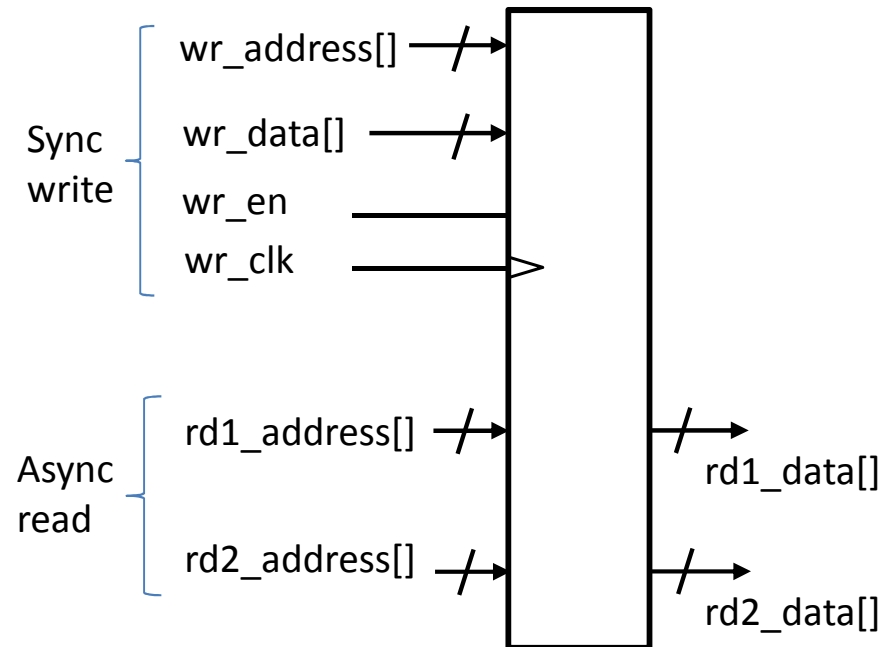 wr_address[]
wr_data[]
Sync
write
wr_en
wr_clk
rd1_address[]
rd1_data[]
Async
read
rd2_address[]
rd2_data[]